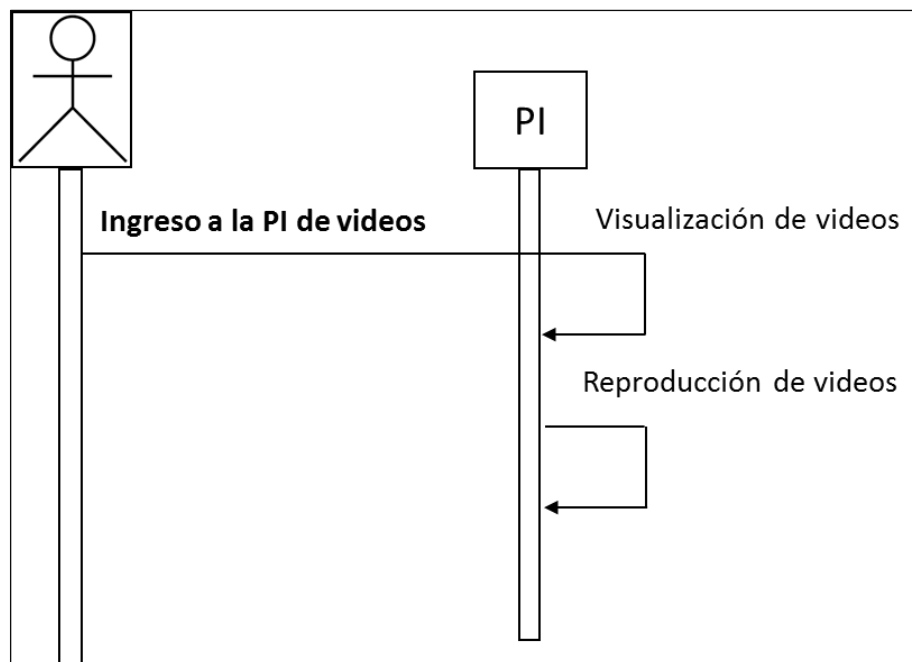 PI
Ingreso a la PI de videos
Visualización de videos
Reproducción de videos